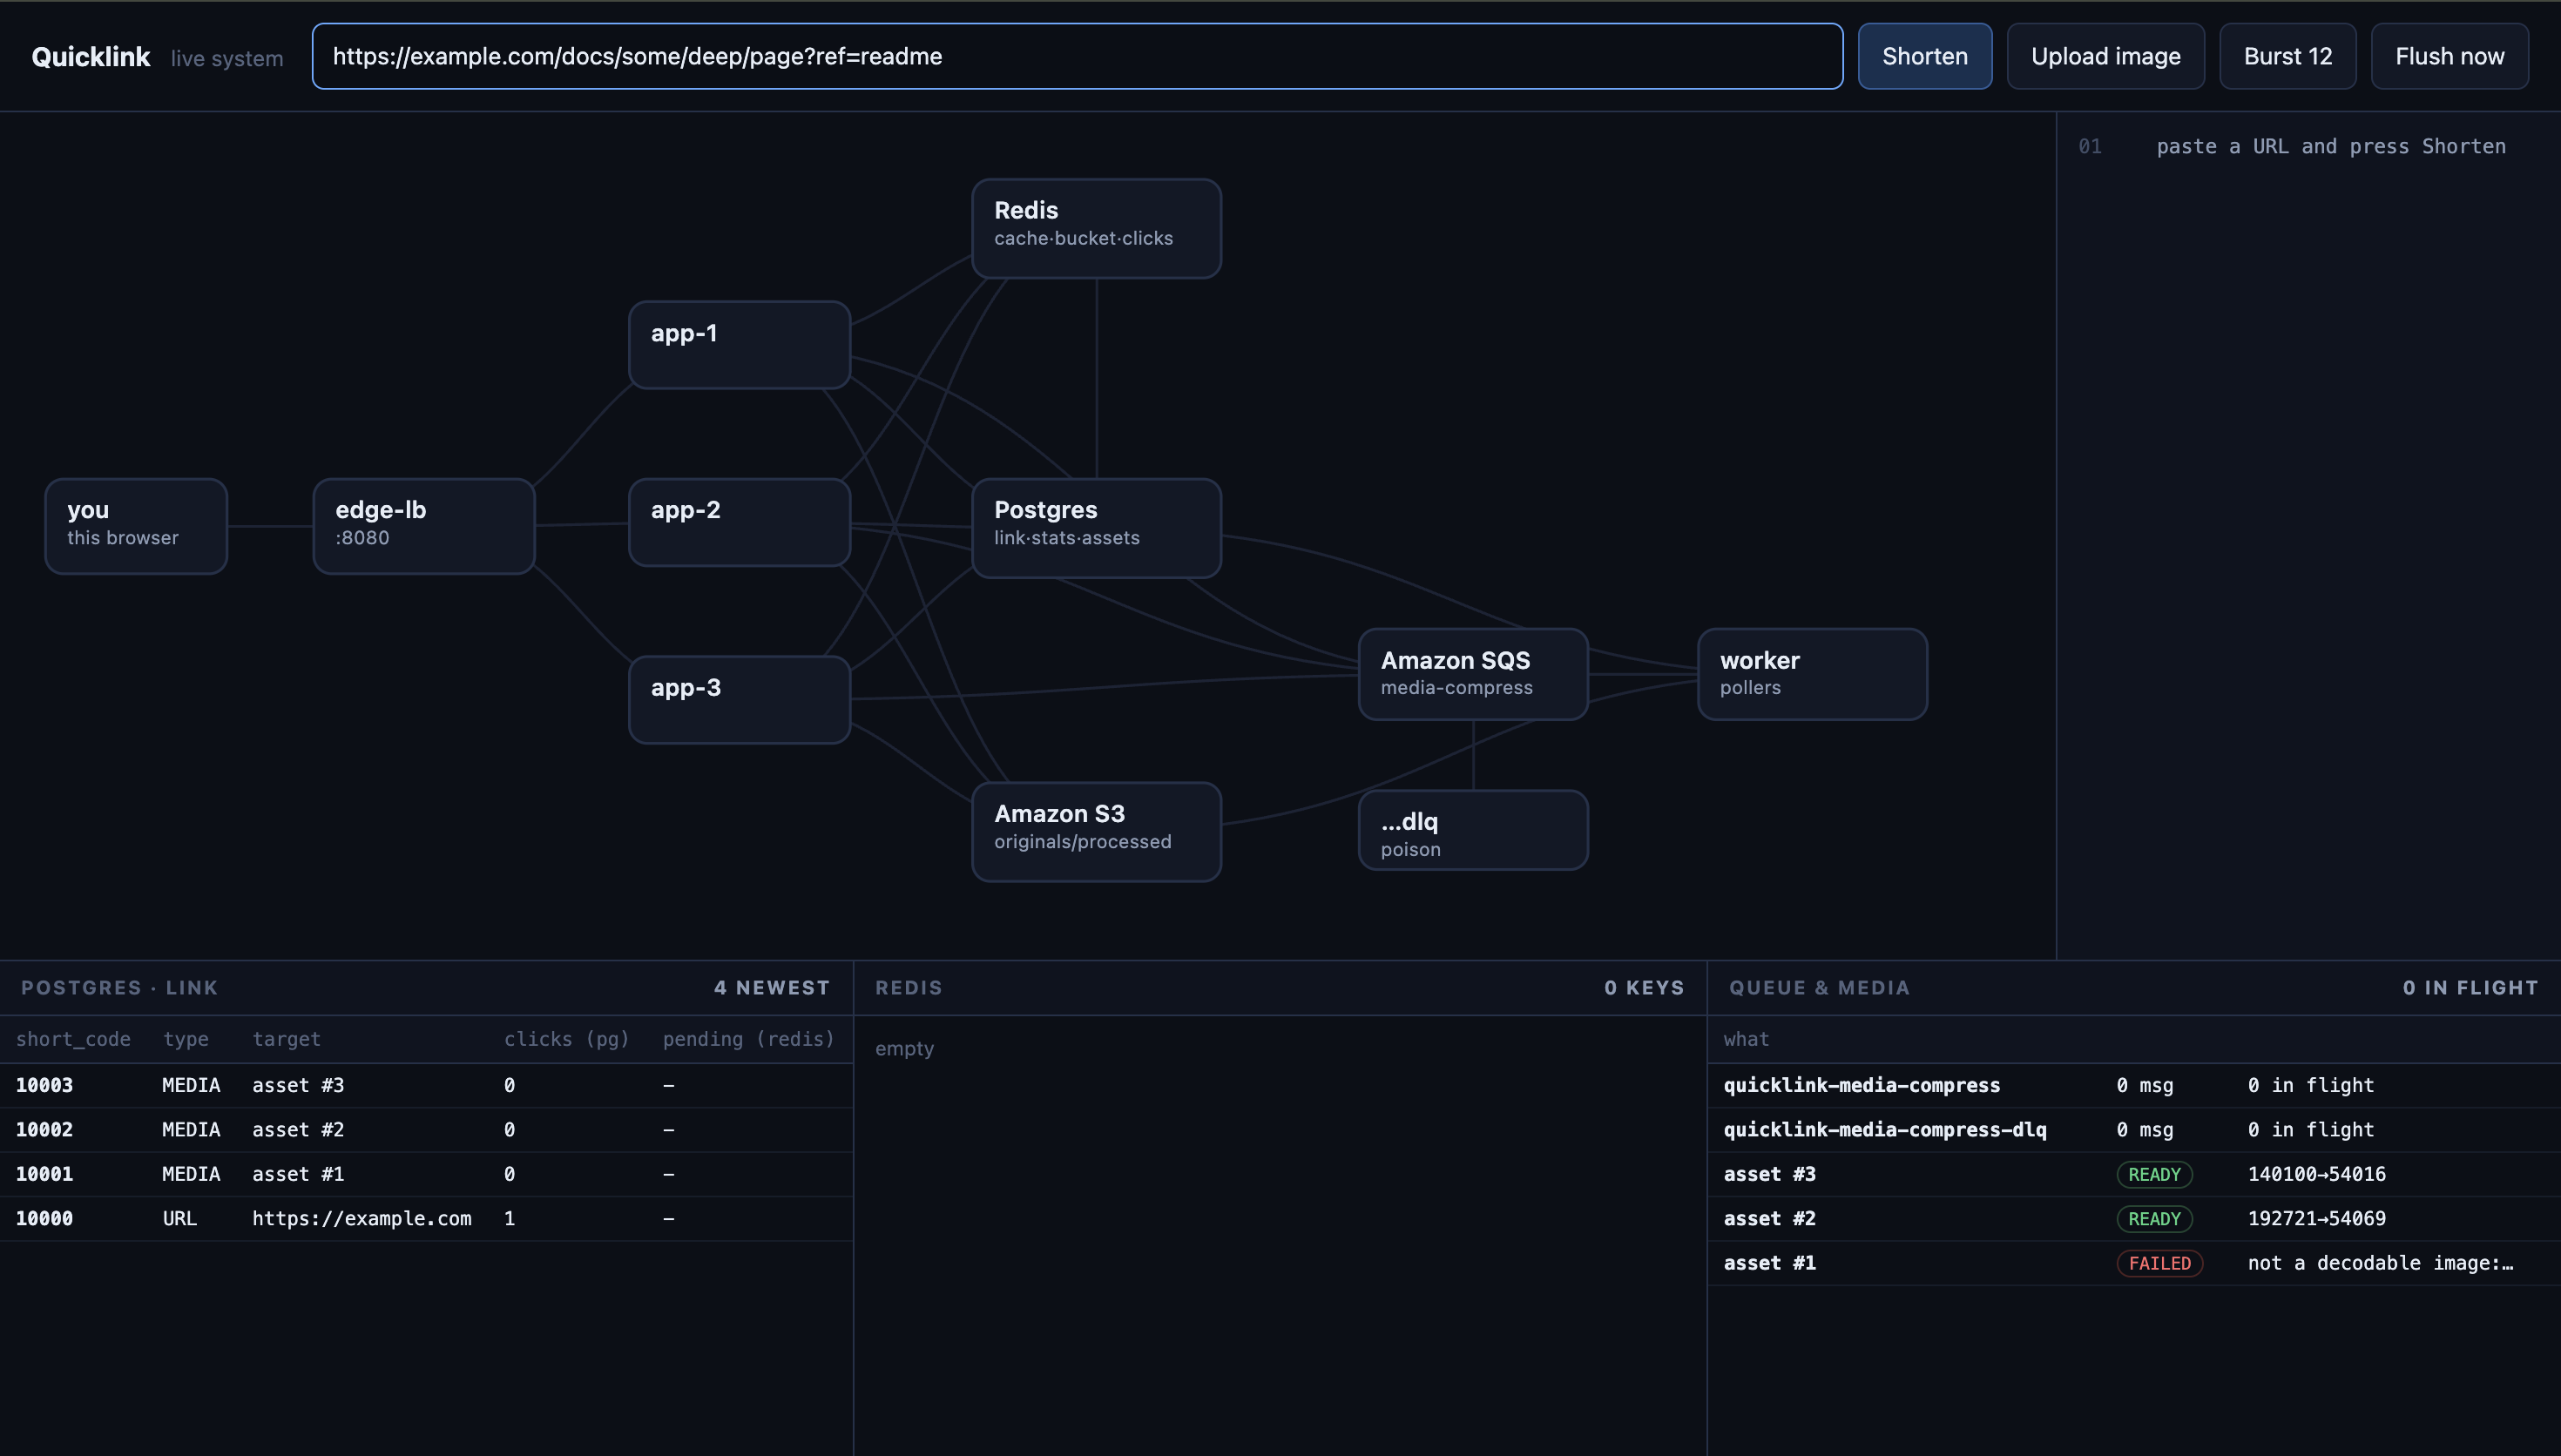 Quicklink live system https://example.com/docs/some/deep/page?ref=readme Shorten Upload image Burst 12 Flush now
01 paste a URL and press Shorten
Redis
cache·bucket·clicks
app-1
you
this browser
edge-lb
:8080
app-2
Postgres
link·stats·assets
app-3
Amazon SQS
media-compress
worker
pollers
Amazon S3
originals/processed
...dlq
poison
POSTGRES · LINK 4 NEWEST
short_code type target clicks (pg) pending (redis)
10003 MEDIA asset #3 0 –
10002 MEDIA asset #2 0 –
10001 MEDIA asset #1 0 –
10000 URL https://example.com 1 –
REDIS 0 KEYS
empty
QUEUE & MEDIA 0 IN FLIGHT
what
quicklink-media-compress 0 msg 0 in flight
quicklink-media-compress-dlq 0 msg 0 in flight
asset #3 READY 140100→54016
asset #2 READY 192721→54069
asset #1 FAILED not a decodable image:…